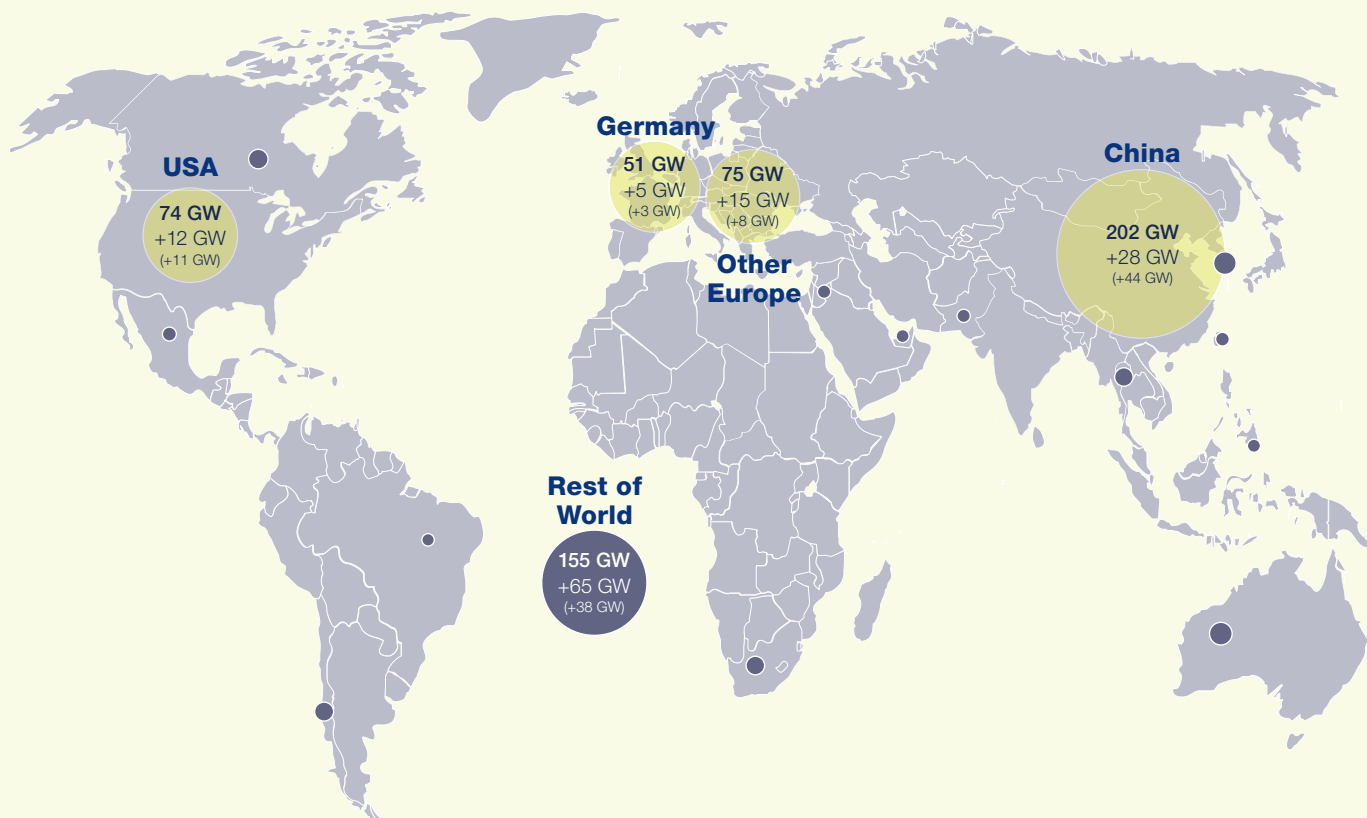 USA
74 GW
+12 GW
(+11 GW)
Germany
51 GW
+5 GW
(+3 GW)
75 GW
+15 GW
(+8 GW)
Other
Europe
China
202 GW
+28 GW
(+44 GW)
Rest of
World
155 GW
+65 GW
(+38 GW)